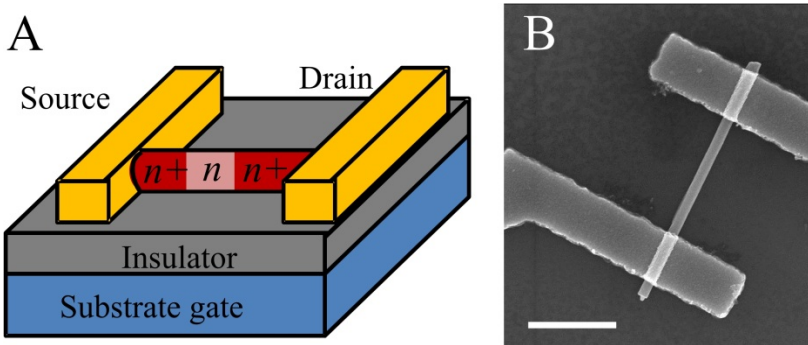 A
Source
Drain
n+ n n+
Insulator
Substrate gate
B